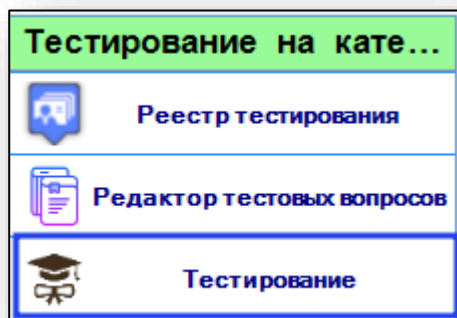 Тестирование на кате...
Реестр тестирования
Редактор тестовых вопросов
Тестирование